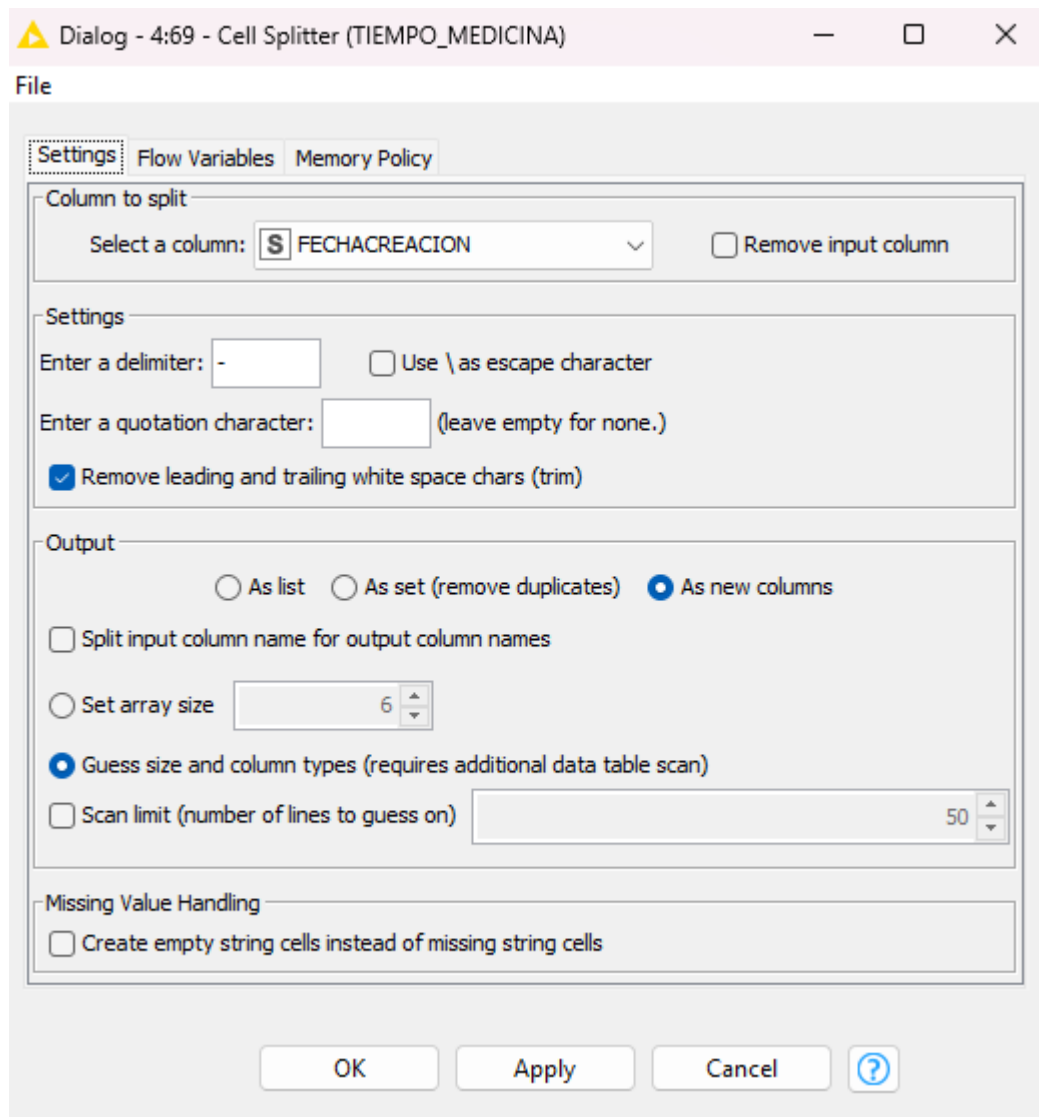 Dialog - 4:69 - Cell Splitter (TIEMPO_MEDICINA)
File
Settings Flow Variables Memory Policy
Column to split
Select a column: S FECHACREACION Remove input column
Settings
Enter a delimiter: - Use \ as escape character
Enter a quotation character: (leave empty for none.)
Remove leading and trailing white space chars (trim)
Output
As list As set (remove duplicates) As new columns
Split input column name for output column names
Set array size 6
Guess size and column types (requires additional data table scan)
Scan limit (number of lines to guess on) 50
Missing Value Handling
Create empty string cells instead of missing string cells
OK Apply Cancel ?